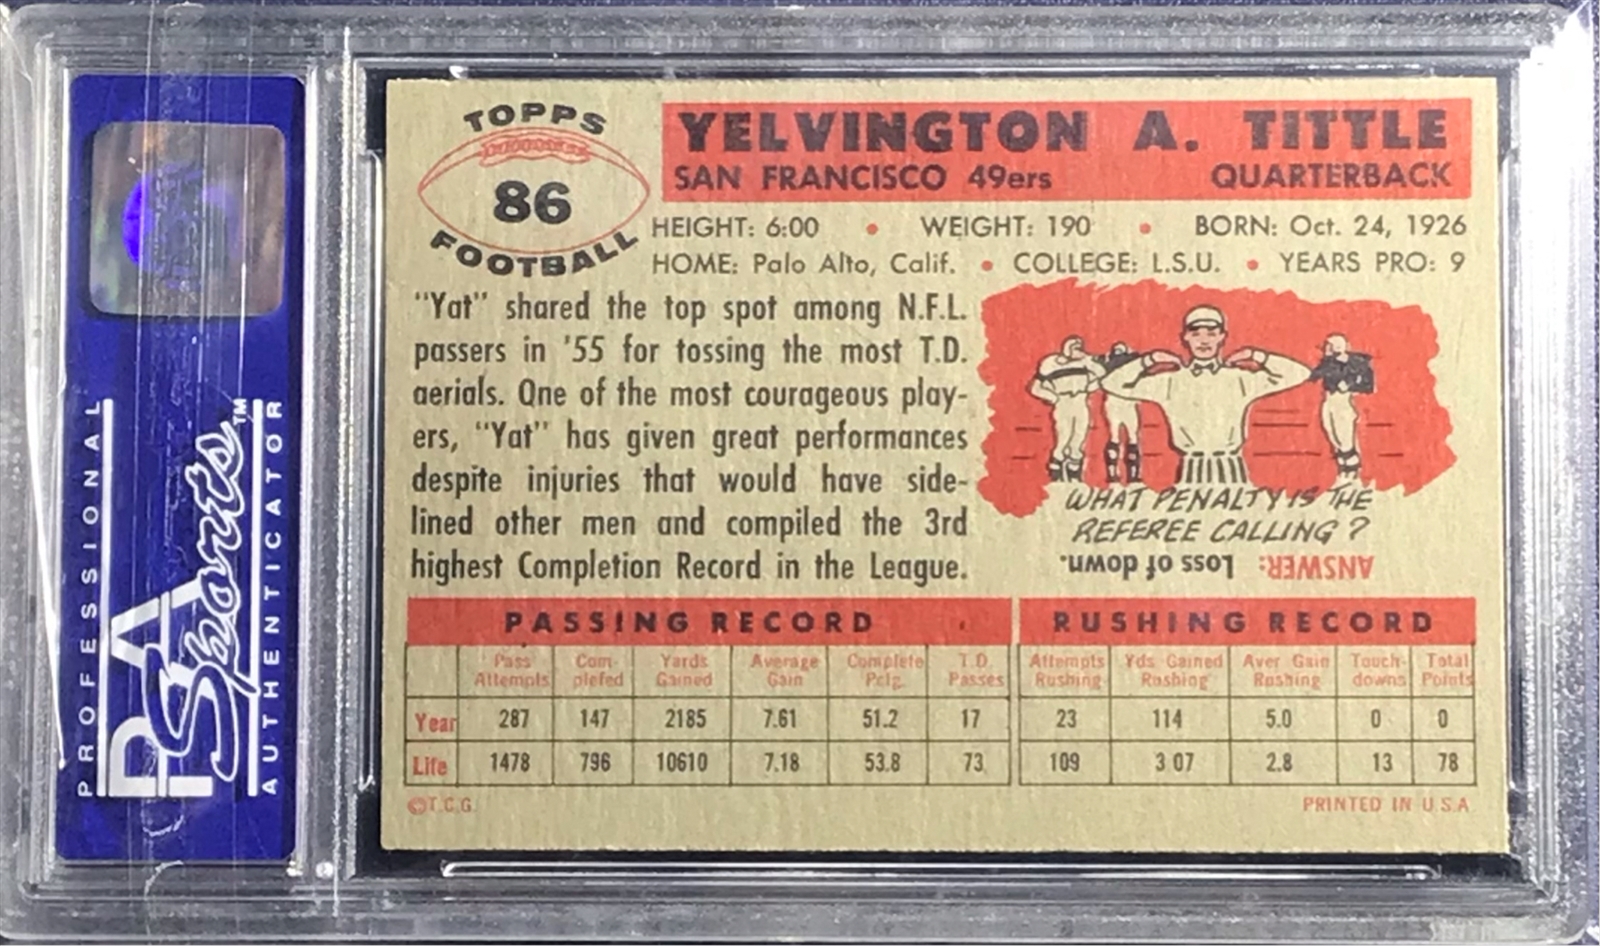 PROFESSIONAL
PSA Sports™
AUTHENTICATOR
TOPPS
86
FOOTBALL
YELVINGTON A. TITTLE
SAN FRANCISCO 49ers QUARTERBACK
HEIGHT: 6:00 • WEIGHT: 190 • BORN: Oct. 24, 1926
HOME: Palo Alto, Calif. • COLLEGE: L.S.U. • YEARS PRO: 9
"Yat" shared the top spot among N.F.L.
passers in '55 for tossing the most T.D.
aerials. One of the most courageous play-
ers, "Yat" has given great performances
despite injuries that would have side-
lined other men and compiled the 3rd
highest Completion Record in the League.
WHAT PENALTY IS THE
REFEREE CALLING?
ANSWER: Loss of down.
PASSING RECORD
Pass Attempts Com-pleted Yards Gained Average Gain Complete Pctg. T.D. Passes
Year 287 147 2185 7.61 51.2 17
Life 1478 796 10610 7.18 53.8 73
RUSHING RECORD
Attempts Rushing Yds Gained Rushing Aver Gain Rushing Touch-downs Total Points
23 114 5.0 0 0
109 307 2.8 13 78
©T.C.G. PRINTED IN U.S.A